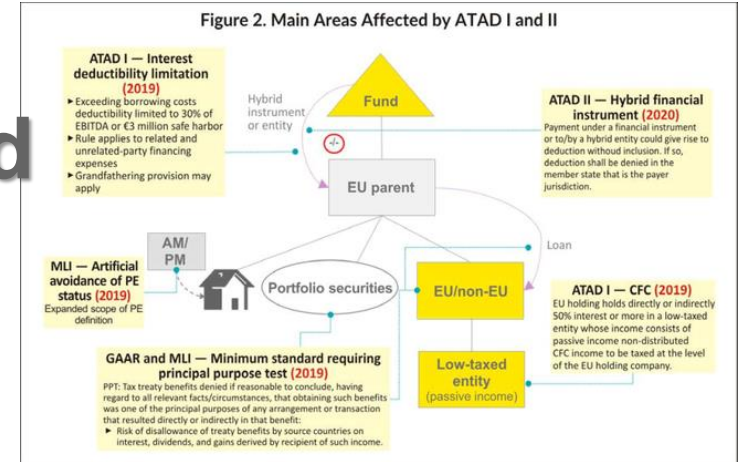 Figure 2. Main Areas Affected by ATAD I and II
ATAD I — Interest
deductibility limitation
(2019)
▸ Exceeding borrowing costs
deductibility limited to 30% of
EBITDA or €3 million safe harbor
▸ Rule applies to related and
unrelated-party financing
expenses
▸ Grandfathering provision may
apply
Hybrid
instrument
or entity
-/-
Fund
ATAD II — Hybrid financial
instrument (2020)
Payment under a financial instrument
or to/by a hybrid entity could give rise to
deduction withoud inclusion. If so,
deduction shall be denied in the
member state that is the payer
jurisdiction.
d
EU parent
Loan
AM/
PM
MLI — Artificial
avoidance of PE
status (2019)
Expanded scope of PE
definition
Portfolio securities
EU/non-EU
ATAD I — CFC (2019)
EU holding holds directly or indirectly
50% interest or more in a low-taxed
entity whose income consists of
passive income non-distributed
CFC income to be taxed at the level
of the EU holding company.
Low-taxed
entity
(passive income)
GAAR and MLI — Minimum standard requiring
principal purpose test (2019)
PPT: Tax treaty benefits denied if reasonable to conclude, having
regard to all relevant facts/circumstances, that obtaining such benefits
was one of the principal purposes of any arrangement or transaction
that resulted directly or indirectly in that benefit:
▸ Risk of disallowance of treaty benefits by source countries on
interest, dividends, and gains derived by recipient of such income.